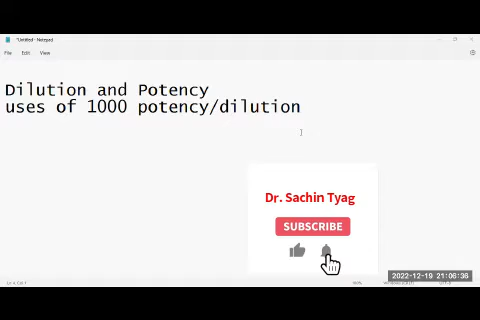 *Untitled - Notepad
File Edit View
Dilution and Potency
uses of 1000 potency/dilution
Dr. Sachin Tyag
SUBSCRIBE
2022-12-19 21:06:36